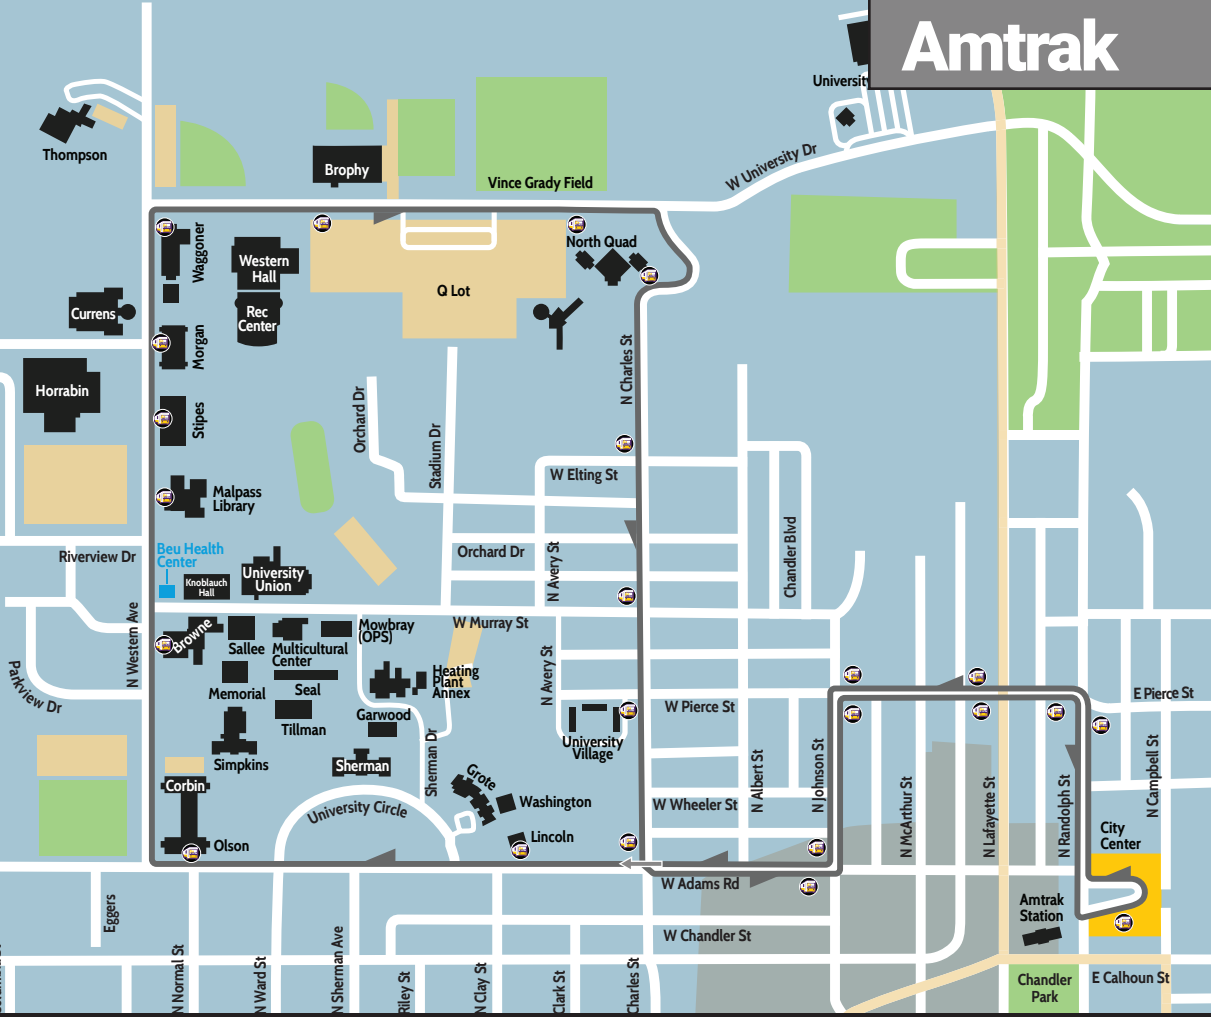 Amtrak
University
Thompson
Brophy
Vince Grady Field
W University Dr
Waggoner
Western
Hall
North Quad
Q Lot
Currens
Rec
Center
Morgan
N Charles St
Horrabin
Stipes
Orchard Dr
Stadium Dr
W Elting St
Malpass
Library
Riverview Dr
Beu Health
Center
Knoblauch
Hall
University
Union
Orchard Dr
N Avery St
Chandler Blvd
N Western Ave
Browne
Sallee
Multicultural
Center
Mowbray
(OPS)
W Murray St
Parkview Dr
Memorial
Seal
Heating
Plant
Annex
N Avery St
E Pierce St
Tillman
Garwood
W Pierce St
Simpkins
Sherman
Sherman Dr
University
Village
N Albert St
N Johnson St
N McArthur St
N Lafayette St
N Randolph St
N Campbell St
Corbin
University Circle
Grote
Washington
W Wheeler St
Olson
Lincoln
City
Center
W Adams Rd
Amtrak
Station
Eggers
W Chandler St
N Normal St
N Ward St
N Sherman Ave
Riley St
N Clay St
Clark St
Charles St
Chandler
Park
E Calhoun St